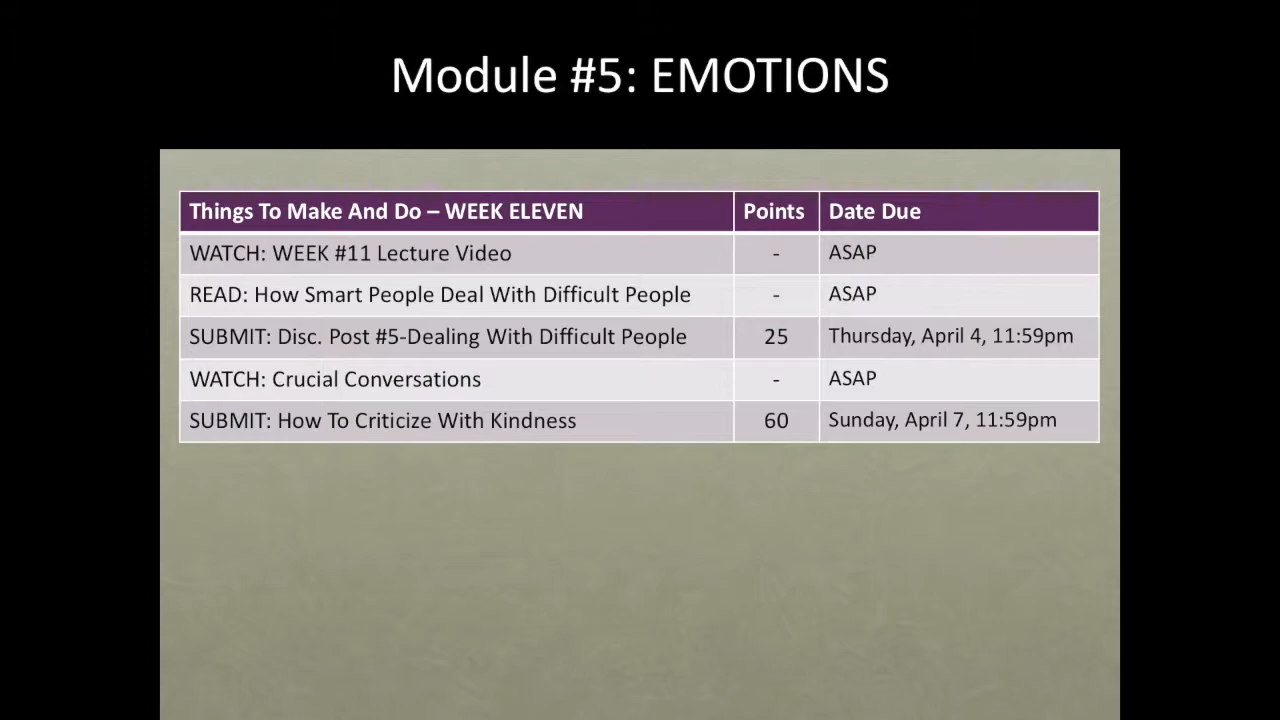 Module #5: EMOTIONS
Things To Make And Do – WEEK ELEVEN Points Date Due
WATCH: WEEK #11 Lecture Video - ASAP
READ: How Smart People Deal With Difficult People - ASAP
SUBMIT: Disc. Post #5-Dealing With Difficult People 25 Thursday, April 4, 11:59pm
WATCH: Crucial Conversations - ASAP
SUBMIT: How To Criticize With Kindness 60 Sunday, April 7, 11:59pm